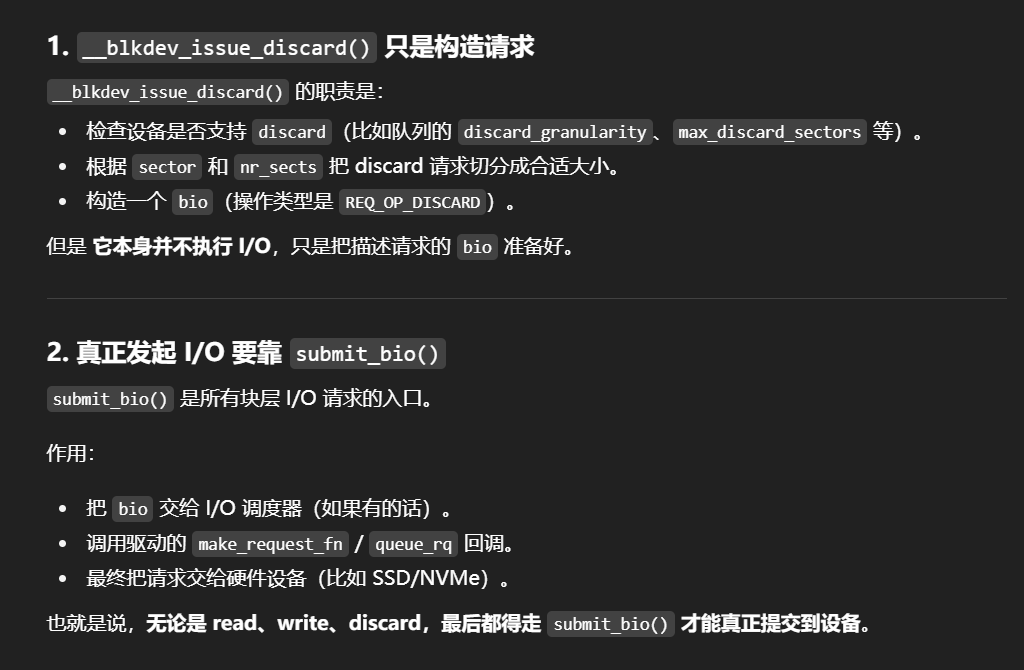 1. __blkdev_issue_discard() 只是构造请求
__blkdev_issue_discard() 的职责是：
• 检查设备是否支持 discard（比如队列的 discard_granularity、max_discard_sectors 等）。
• 根据 sector 和 nr_sects 把 discard 请求切分成合适大小。
• 构造一个 bio（操作类型是 REQ_OP_DISCARD）。
但是 它本身并不执行 I/O，只是把描述请求的 bio 准备好。
2. 真正发起 I/O 要靠 submit_bio()
submit_bio() 是所有块层 I/O 请求的入口。
作用：
• 把 bio 交给 I/O 调度器（如果有的话）。
• 调用驱动的 make_request_fn / queue_rq 回调。
• 最终把请求交给硬件设备（比如 SSD/NVMe）。
也就是说，无论是 read、write、discard，最后都得走 submit_bio() 才能真正提交到设备。